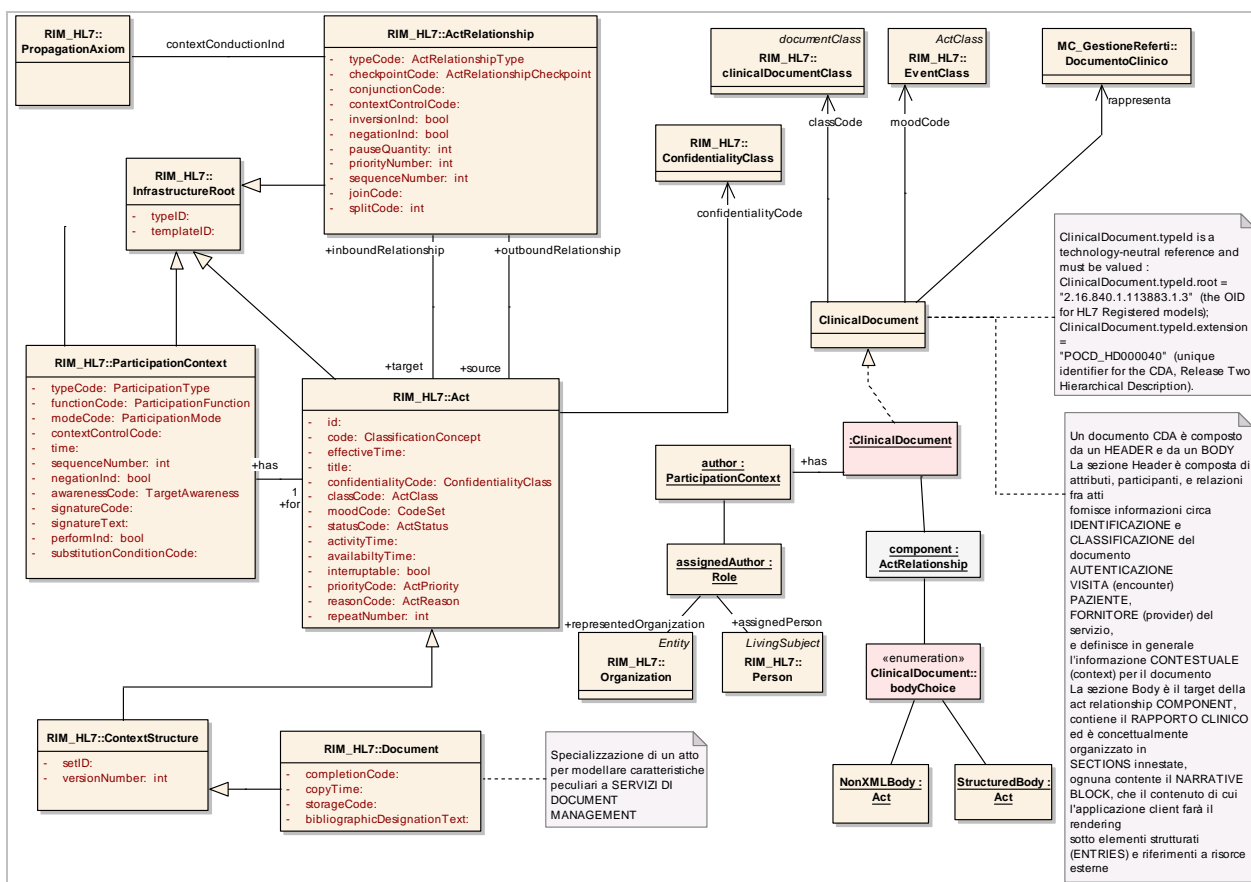 RIM_HL7::
PropagationAxiom
contextConductionInd
RIM_HL7::ActRelationship
- typeCode: ActRelationshipType
- checkpointCode: ActRelationshipCheckpoint
- conjunctionCode:
- contextControlCode:
- inversionInd: bool
- negationInd: bool
- pauseQuantity: int
- priorityNumber: int
- sequenceNumber: int
- joinCode:
- splitCode: int
documentClass
RIM_HL7::
clinicalDocumentClass
ActClass
RIM_HL7::
EventClass
MC_GestioneReferti::
DocumentoClinico
classCode
moodCode
rappresenta
RIM_HL7::
ConfidentialityClass
confidentialityCode
RIM_HL7::
InfrastructureRoot
- typeID:
- templateID:
+inboundRelationship
+outboundRelationship
+target
+source
ClinicalDocument
ClinicalDocument.typeId is a
technology-neutral reference and
must be valued :
ClinicalDocument.typeId.root =
"2.16.840.1.113883.1.3" (the OID
for HL7 Registered models);
ClinicalDocument.typeId.extension
=
"POCD_HD000040" (unique
identifier for the CDA, Release Two
Hierarchical Description).
RIM_HL7::ParticipationContext
- typeCode: ParticipationType
- functionCode: ParticipationFunction
- modeCode: ParticipationMode
- contextControlCode:
- time:
- sequenceNumber: int
- negationInd: bool
- awarenessCode: TargetAwareness
- signatureCode:
- signatureText:
- performInd: bool
- substitutionConditionCode:
+has
1
+for
RIM_HL7::Act
- id:
- code: ClassificationConcept
- effectiveTime:
- title:
- confidentialityCode: ConfidentialityClass
- classCode: ActClass
- moodCode: CodeSet
- statusCode: ActStatus
- activityTime:
- availabiltyTime:
- interruptable: bool
- priorityCode: ActPriority
- reasonCode: ActReason
- repeatNumber: int
:ClinicalDocument
+has
author :
ParticipationContext
component :
ActRelationship
assignedAuthor :
Role
+representedOrganization
+assignedPerson
Entity
RIM_HL7::
Organization
LivingSubject
RIM_HL7::
Person
«enumeration»
ClinicalDocument::
bodyChoice
NonXMLBody :
Act
StructuredBody :
Act
Un documento CDA è composto
da un HEADER e da un BODY
La sezione Header è composta di
attributi, participanti, e relazioni
fra atti
fornisce informazioni circa
IDENTIFICAZIONE e
CLASSIFICAZIONE del
documento
AUTENTICAZIONE
VISITA (encounter)
PAZIENTE,
FORNITORE (provider) del
servizio,
e definisce in generale
l'informazione CONTESTUALE
(context) per il documento
La sezione Body è il target della
act relationship COMPONENT,
contiene il RAPPORTO CLINICO
ed è concettualmente
organizzato in
SECTIONS innestate,
ognuna contente il NARRATIVE
BLOCK, che il contenuto di cui
l'applicazione client farà il
rendering
sotto elementi strutturati
(ENTRIES) e riferimenti a risorce
esterne
RIM_HL7::ContextStructure
- setID:
- versionNumber: int
RIM_HL7::Document
- completionCode:
- copyTime:
- storageCode:
- bibliographicDesignationText:
Specializzazione di un atto
per modellare caratteristiche
peculiari a SERVIZI DI
DOCUMENT
MANAGEMENT